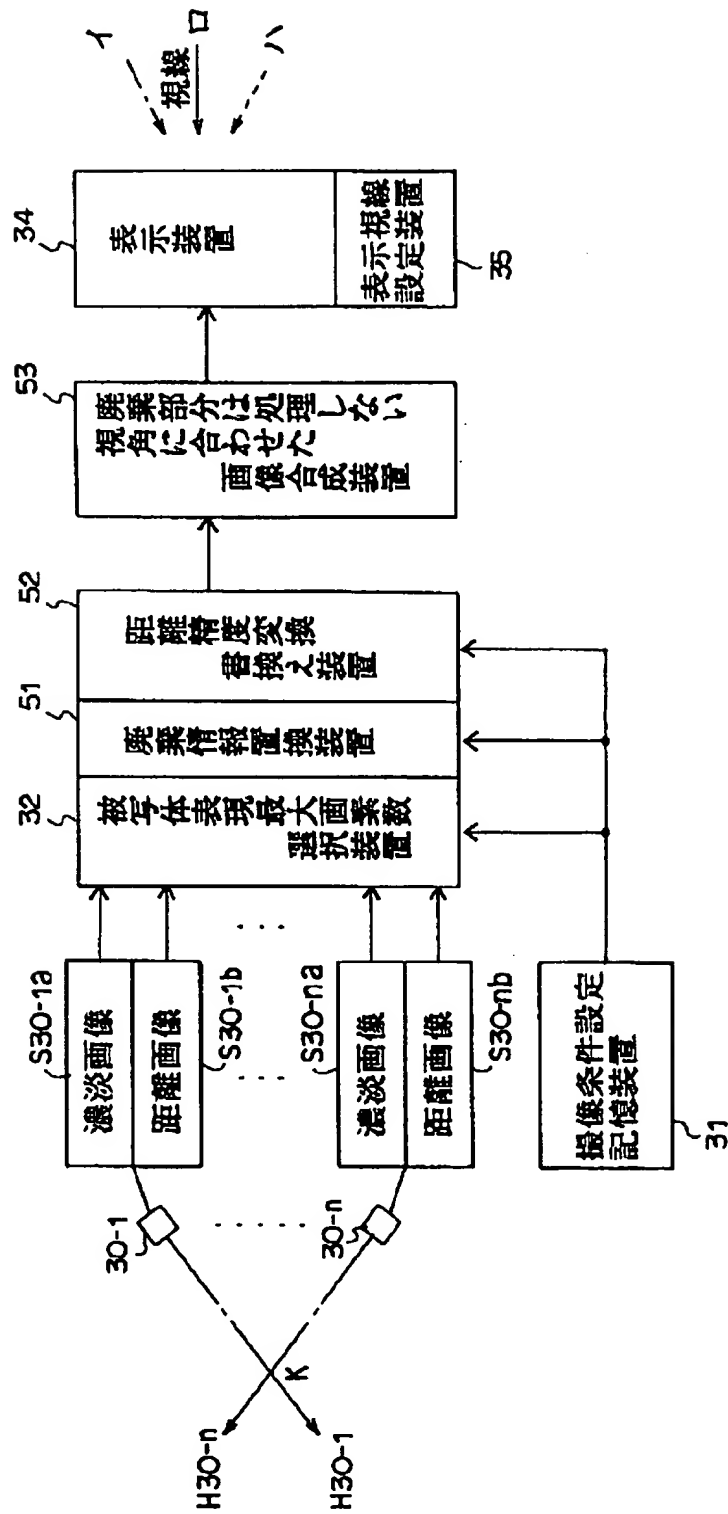 H30-n
H30-1
K
30-1
30-n
S30-1a
濃淡画像
距離画像
S30-1b
S30-na
濃淡画像
距離画像
S30-nb
撮像条件設定
記憶装置
31
32
被写体表現最大画素数
選択装置
51
廃棄情報置換装置
52
距離精度変換
書換え装置
53
廃棄部分は処理しない
視角に合わせた
画像合成装置
34
表示装置
表示視線
設定装置
35
イ
視線
ロ
ハ